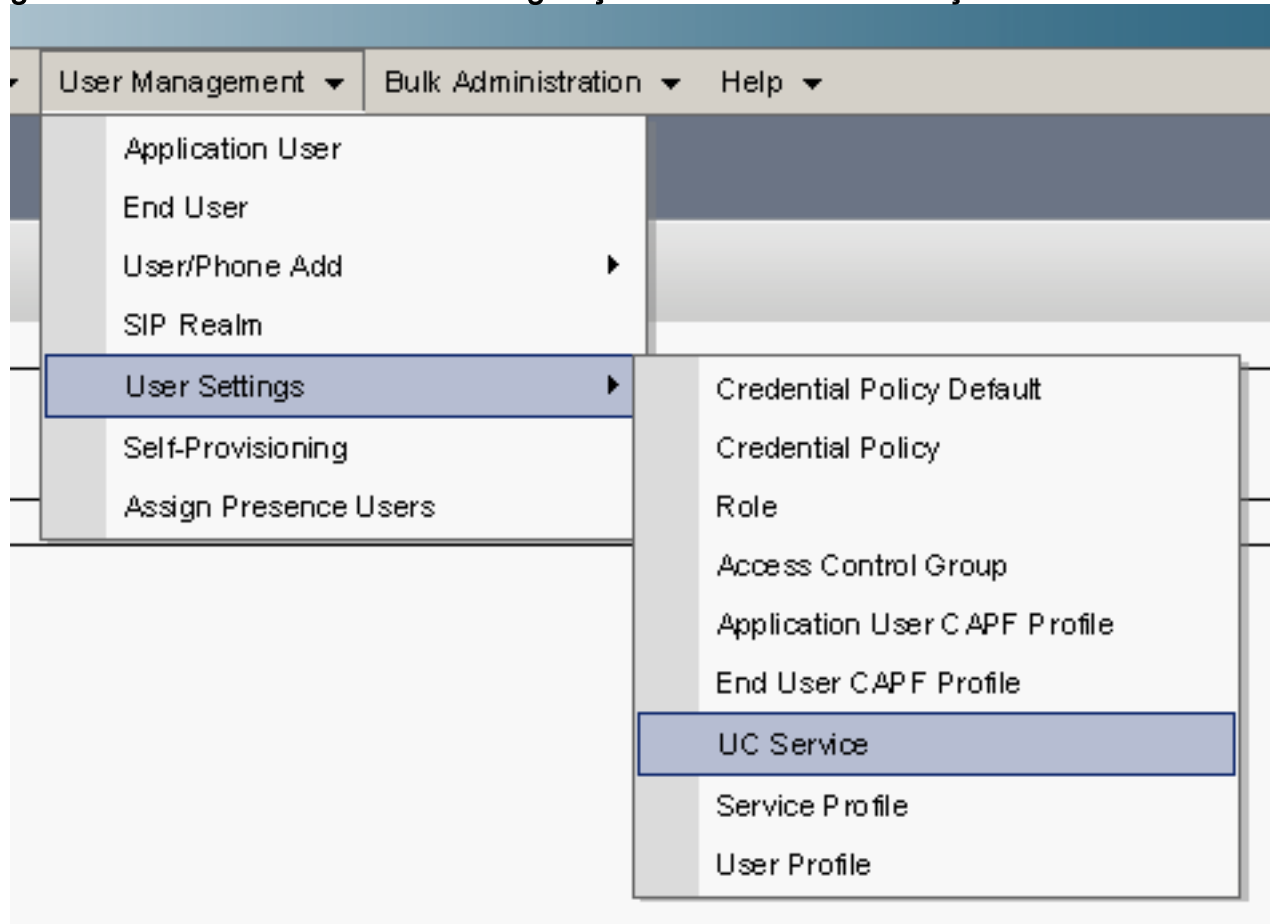 User Management Bulk Administration Help
Application User
End User
User/Phone Add
SIP Realm
User Settings
Self-Provisioning
Assign Presence Users
Credential Policy Default
Credential Policy
Role
Access Control Group
Application User CAPF Profile
End User CAPF Profile
UC Service
Service Profile
User Profile